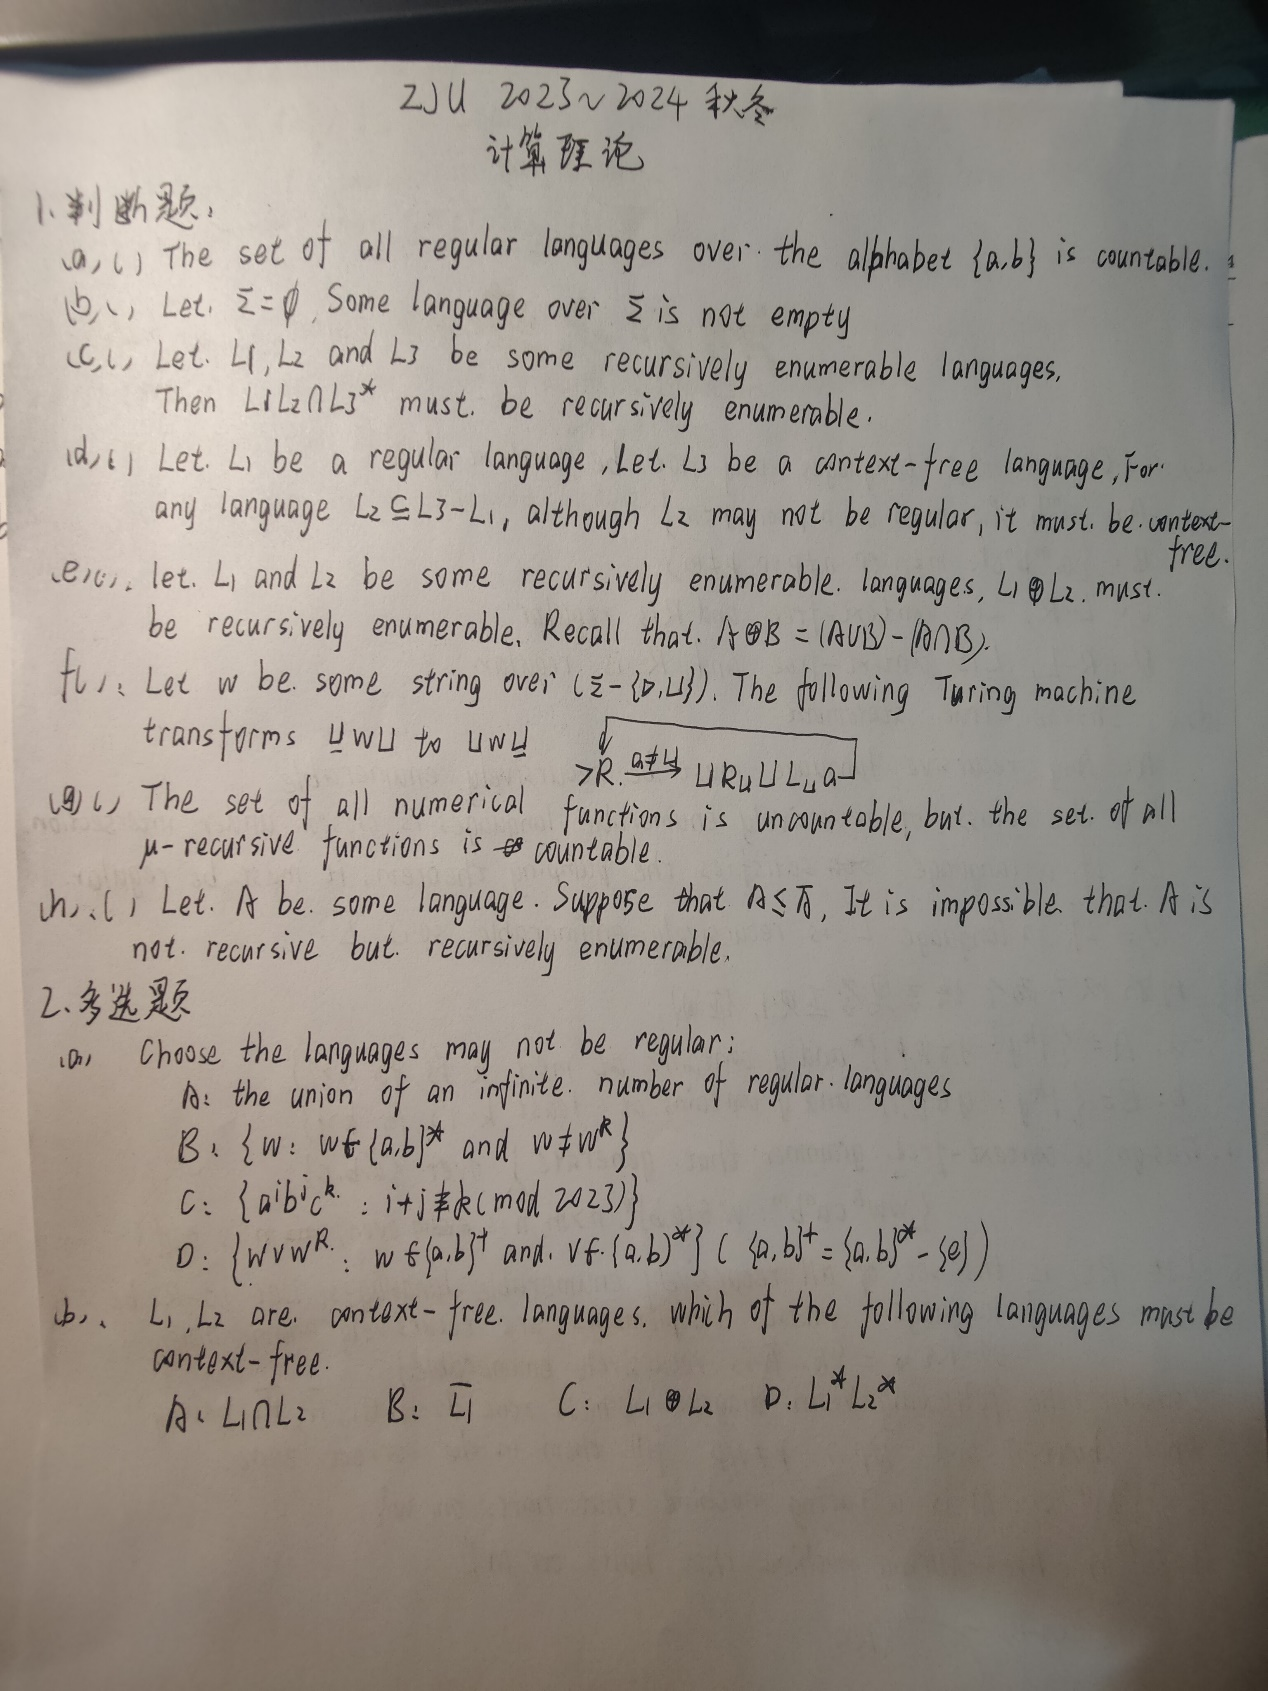 ZJU 2023~2024 秋冬
计算理论
1.判断题:
(a)( ) The set of all regular languages over the alphabet {a,b} is countable.
(b)( ) Let Σ=∅, Some language over Σ is not empty
(c)( ) Let L1, L2 and L3 be some recursively enumerable languages,
Then L1L2∩L3* must be recursively enumerable.
(d)( ) Let L1 be a regular language, Let L3 be a context-free language, For
any language L2⊆L3-L1, although L2 may not be regular, it must be context-
free.
(e)( ). let L1 and L2 be some recursively enumerable languages, L1⊕L2 must
be recursively enumerable. Recall that A⊕B=(A∪B)-(A∩B).
f( ): Let w be some string over (Σ-{▷,⊔}). The following Turing machine
transforms ⊔w⊔ to ⊔w⊔ >R a≠⊔ ⊔R⊔⊔L⊔a
(g)( ) The set of all numerical functions is uncountable, but the set of all
μ-recursive functions is countable.
(h).( ) Let A be some language. Suppose that A≤Ā, It is impossible that A is
not recursive but recursively enumerable.
2.多选题
(a) Choose the languages may not be regular:
A: the union of an infinite number of regular languages
B: {w: w∈{a,b}* and w≠wᴿ}
C: {aⁱbʲcᵏ : i+j≢k(mod 2023)}
D: {wvwᴿ: w∈{a,b}⁺ and v∈{a,b}*} ({a,b}⁺={a,b}*-{e})
(b). L1, L2 are context-free languages, which of the following languages must be
context-free.
A: L1∩L2 B: L̄1 C: L1⊕L2 D: L1*L2*